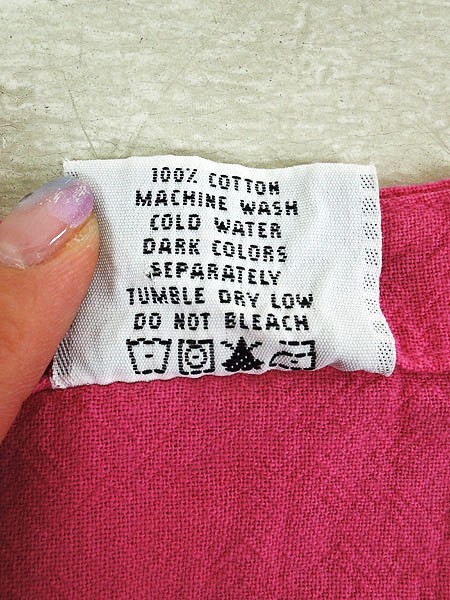 100% COTTON
MACHINE WASH
COLD WATER
DARK COLORS
SEPARATELY
TUMBLE DRY LOW
DO NOT BLEACH